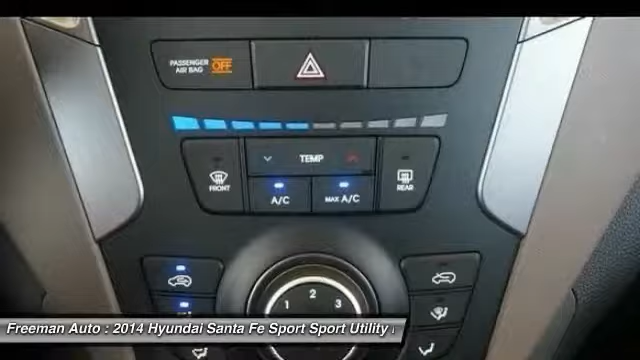 PASSENGER OFF
AIR BAG
TEMP
FRONT
REAR
A/C
MAX A/C
1 2 3
Freeman Auto : 2014 Hyundai Santa Fe Sport Sport Utility